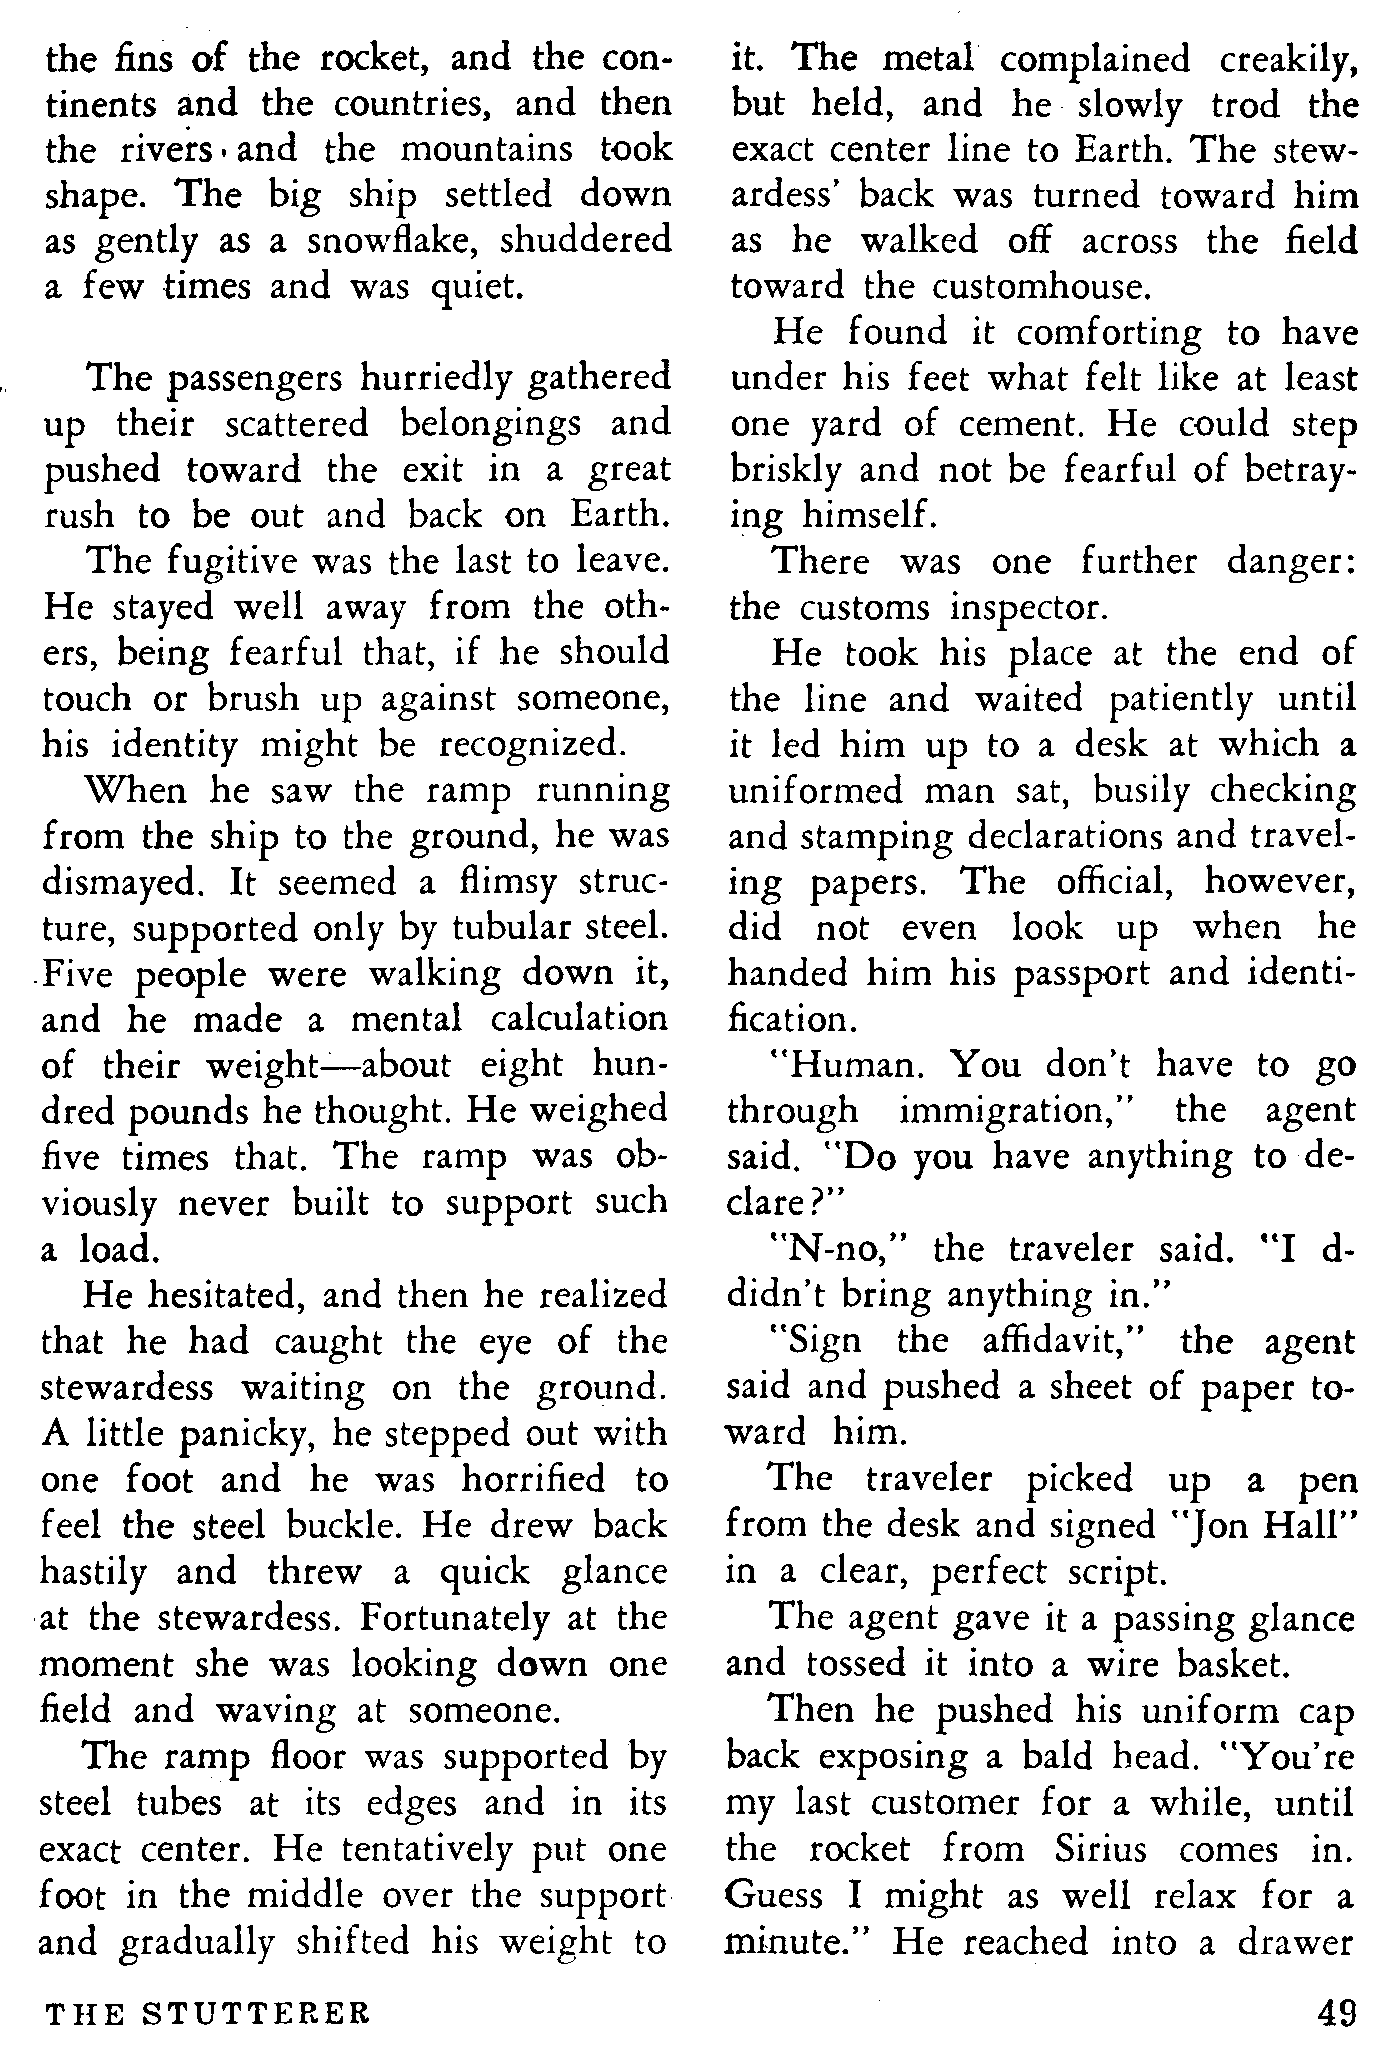 the fins of the rocket, and the con-
tinents and the countries, and then
the rivers and the mountains took
shape. The big ship settled down
as gently as a snowflake, shuddered
a few times and was quiet.
The passengers hurriedly gathered
up their scattered belongings and
pushed toward the exit in a great
rush to be out and back on Earth.
The fugitive was the last to leave.
He stayed well away from the oth-
ers, being fearful that, if he should
touch or brush up against someone,
his identity might be recognized.
When he saw the ramp running
from the ship to the ground, he was
dismayed. It seemed a flimsy struc-
ture, supported only by tubular steel.
Five people were walking down it,
and he made a mental calculation
of their weight—about eight hun-
dred pounds he thought. He weighed
five times that. The ramp was ob-
viously never built to support such
a load.
He hesitated, and then he realized
that he had caught the eye of the
stewardess waiting on the ground.
A little panicky, he stepped out with
one foot and he was horrified to
feel the steel buckle. He drew back
hastily and threw a quick glance
at the stewardess. Fortunately at the
moment she was looking down one
field and waving at someone.
The ramp floor was supported by
steel tubes at its edges and in its
exact center. He tentatively put one
foot in the middle over the support
and gradually shifted his weight to
it. The metal complained creakily,
but held, and he slowly trod the
exact center line to Earth. The stew-
ardess' back was turned toward him
as he walked off across the field
toward the customhouse.
He found it comforting to have
under his feet what felt like at least
one yard of cement. He could step
briskly and not be fearful of betray-
ing himself.
There was one further danger:
the customs inspector.
He took his place at the end of
the line and waited patiently until
it led him up to a desk at which a
uniformed man sat, busily checking
and stamping declarations and travel-
ing papers. The official, however,
did not even look up when he
handed him his passport and identi-
fication.
"Human. You don't have to go
through immigration," the agent
said. "Do you have anything to de-
clare?"
"N-no," the traveler said. "I d-
didn't bring anything in."
"Sign the affidavit," the agent
said and pushed a sheet of paper to-
ward him.
The traveler picked up a pen
from the desk and signed "Jon Hall"
in a clear, perfect script.
The agent gave it a passing glance
and tossed it into a wire basket.
Then he pushed his uniform cap
back exposing a bald head. "You're
my last customer for a while, until
the rocket from Sirius comes in.
Guess I might as well relax for a
minute." He reached into a drawer
THE STUTTERER
49